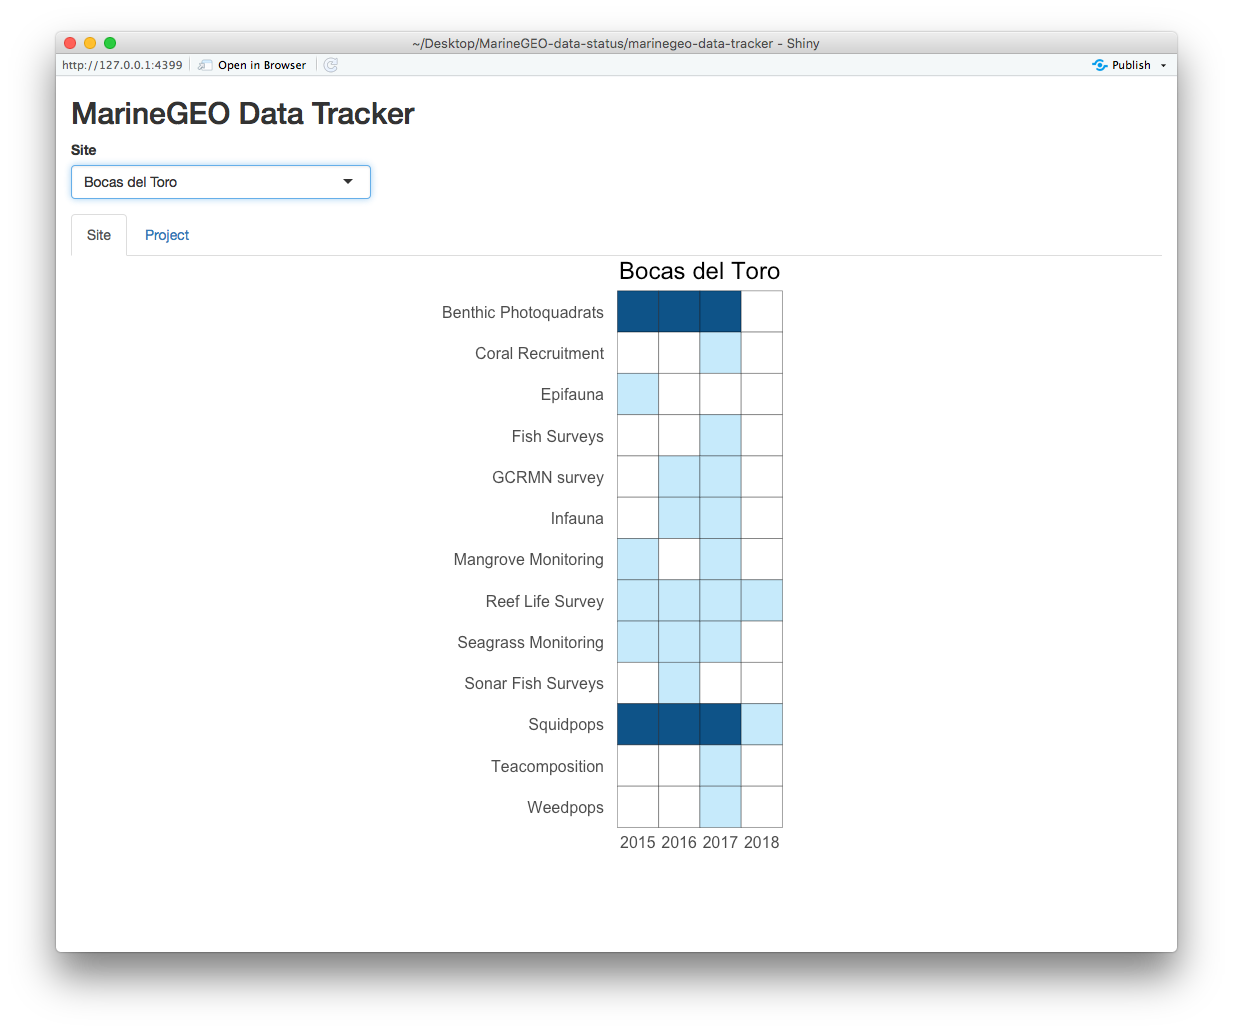 ~/Desktop/MarineGEO-data-status/marinegeo-data-tracker - Shiny
http://127.0.0.1:4399 Open in Browser Publish
MarineGEO Data Tracker
Site
Bocas del Toro
Site Project
Bocas del Toro
Benthic Photoquadrats
Coral Recruitment
Epifauna
Fish Surveys
GCRMN survey
Infauna
Mangrove Monitoring
Reef Life Survey
Seagrass Monitoring
Sonar Fish Surveys
Squidpops
Teacomposition
Weedpops
2015 2016 2017 2018